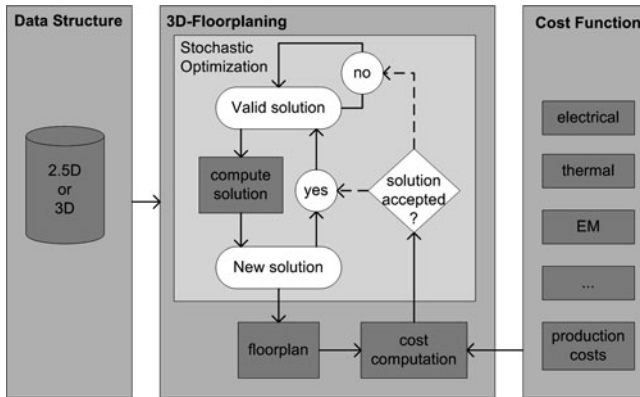 Data Structure
2.5D
or
3D
3D-Floorplaning
Stochastic
Optimization
no
Valid solution
compute
solution
yes
solution
accepted
?
New solution
floorplan
cost
computation
Cost Function
electrical
thermal
EM
...
production
costs